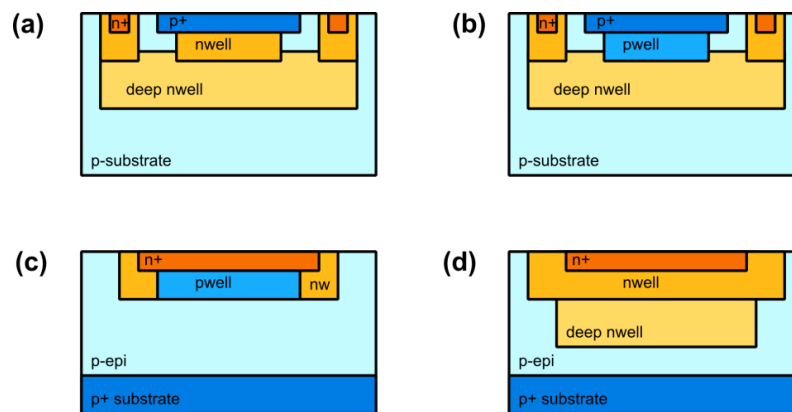 (a)
n+
p+
nwell
deep nwell
p-substrate
(b)
n+
p+
pwell
deep nwell
p-substrate
(c)
n+
pwell
nw
p-epi
p+ substrate
(d)
n+
nwell
deep nwell
p-epi
p+ substrate